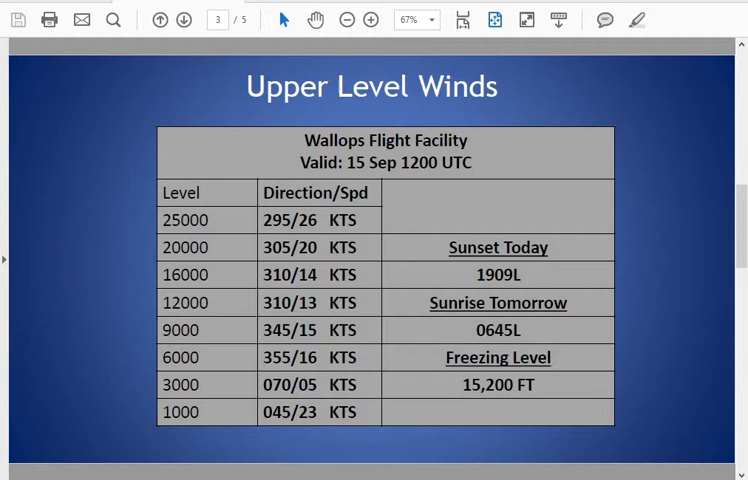 3 / 5
67%
Upper Level Winds
Wallops Flight Facility
Valid: 15 Sep 1200 UTC
Level Direction/Spd
25000 295/26 KTS
20000 305/20 KTS Sunset Today
16000 310/14 KTS 1909L
12000 310/13 KTS Sunrise Tomorrow
9000 345/15 KTS 0645L
6000 355/16 KTS Freezing Level
3000 070/05 KTS 15,200 FT
1000 045/23 KTS